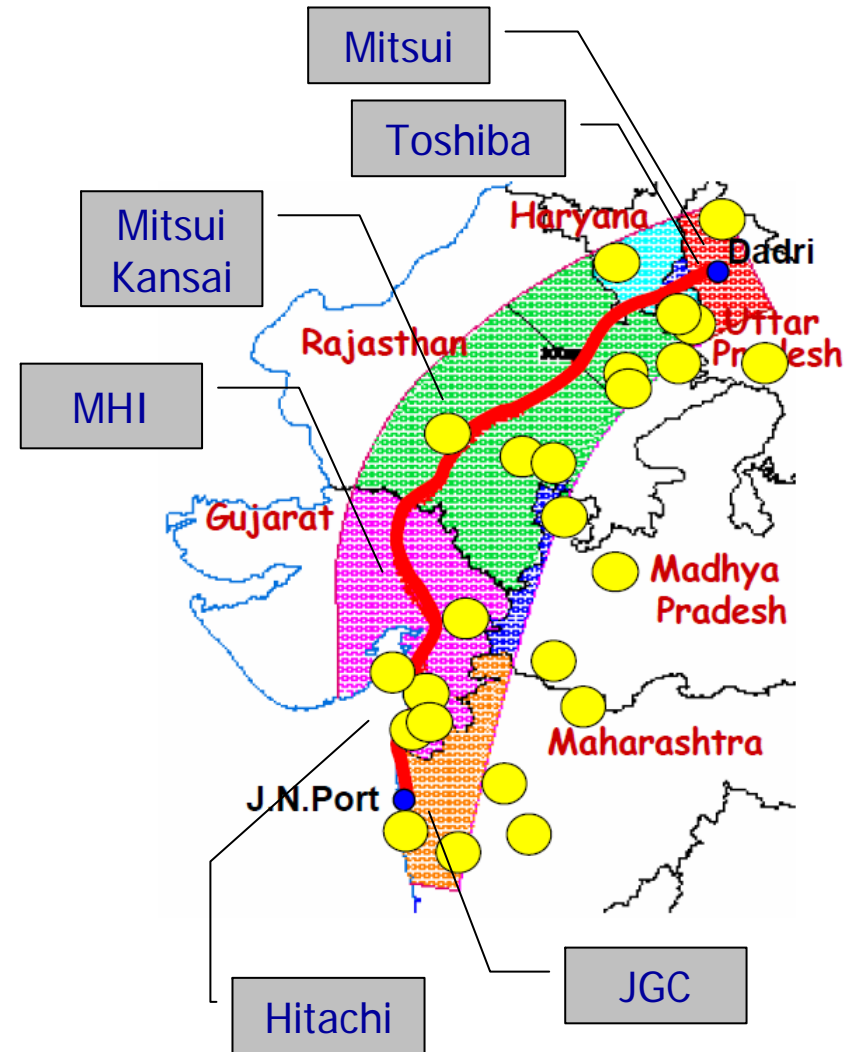 Mitsui
Toshiba
Mitsui
Kansai
Haryana
Dadri
Rajasthan
Uttar
Pradesh
MHI
Gujarat
Madhya
Pradesh
Maharashtra
J.N.Port
JGC
Hitachi